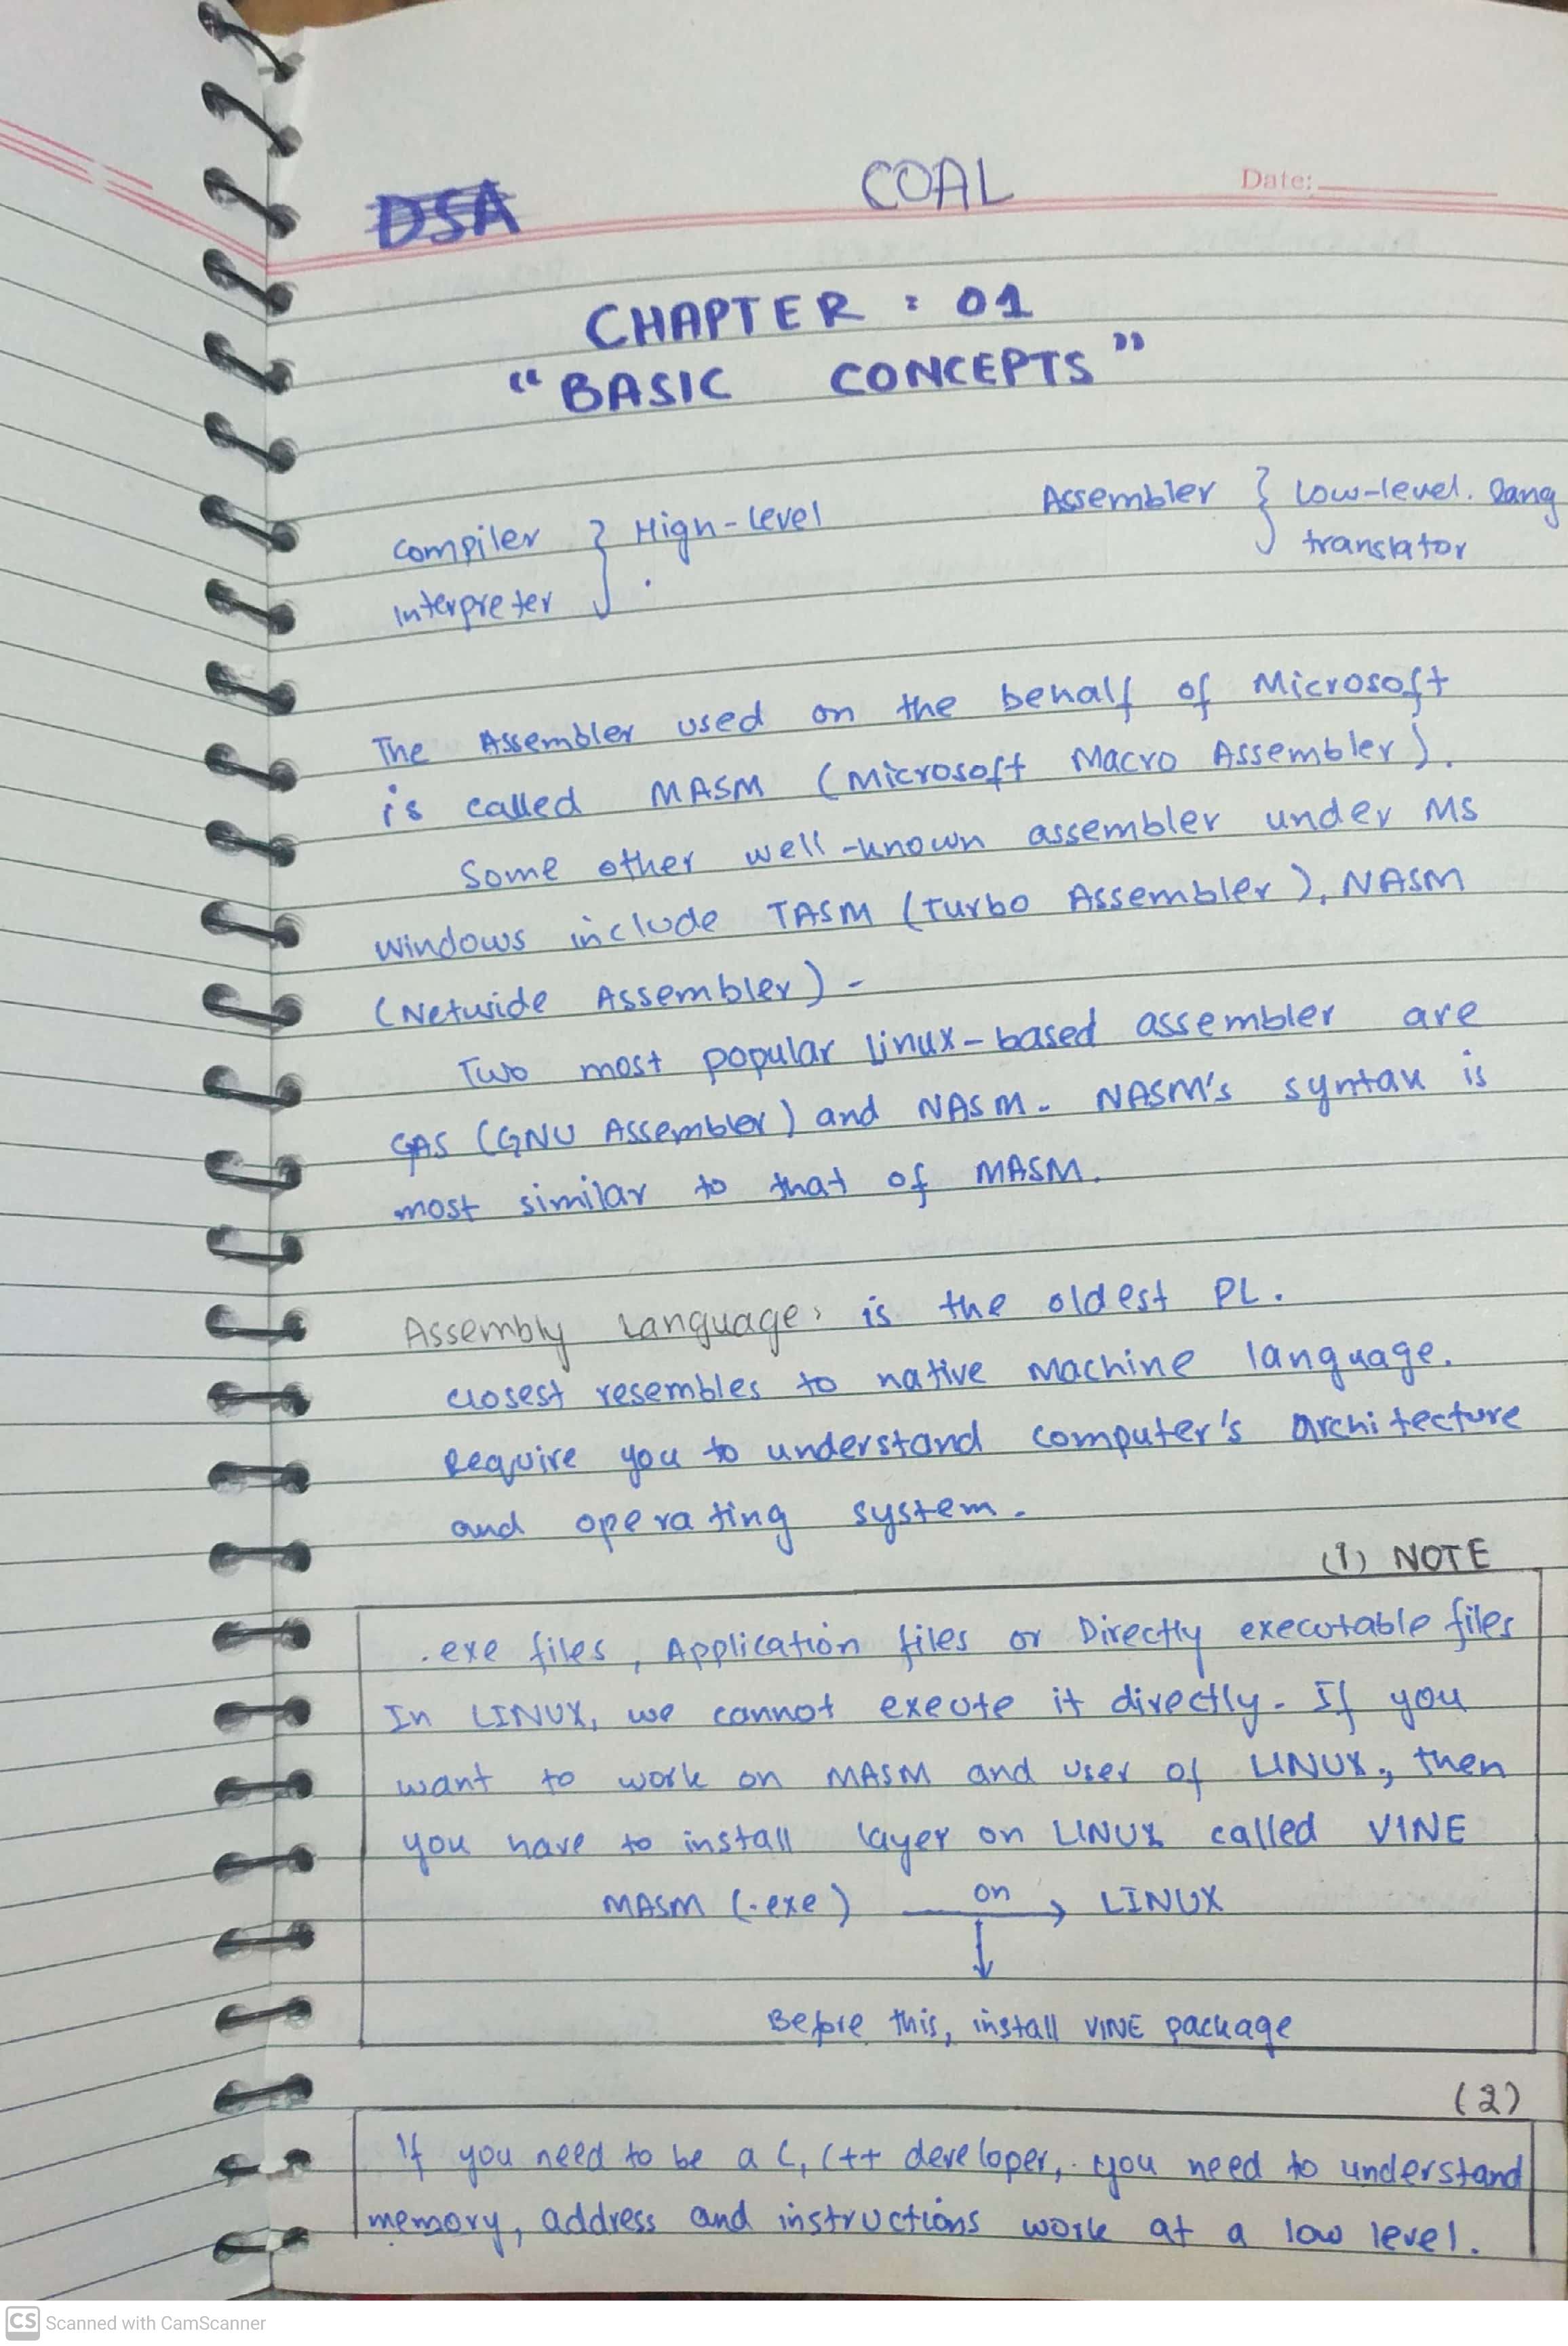 DSA COAL Date:
CHAPTER : 01
“BASIC CONCEPTS”
Compiler } High-level Assembler } Low-level. lang
Interpreter translator
The Assembler used on the behalf of Microsoft
is called MASM (Microsoft Macro Assembler).
Some other well-known assembler under MS
Windows include TASM (Turbo Assembler), NASM
(Netwide Assembler).
Two most popular linux-based assembler are
GAS (GNU Assembler) and NASM. NASM's syntax is
most similar to that of MASM.
Assembly Language: is the oldest PL.
closest resembles to native machine language.
Require you to understand computer's architecture
and operating system.
(1) NOTE
.exe files, Application files or Directly executable files
In LINUX, we cannot exeute it directly. If you
want to work on MASM and user of LINUX, then
you have to install layer on LINUX called VINE
MASM (.exe) on → LINUX
↓
Before this, install VINE package
(2)
If you need to be a C, C++ developer, you need to understand
memory, address and instructions work at a low level.
CS Scanned with CamScanner